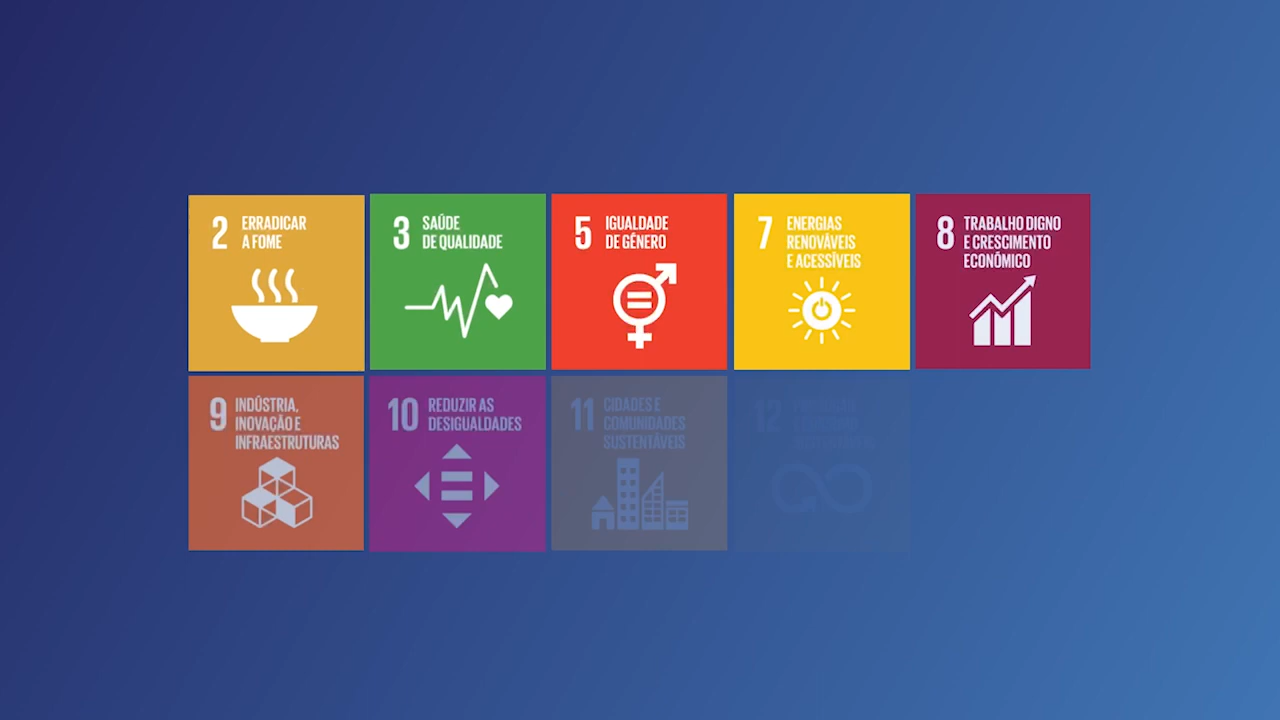 2 ERRADICAR
A FOME
3 SAÚDE
DE QUALIDADE
5 IGUALDADE
DE GÉNERO
7 ENERGIAS
RENOVÁVEIS
E ACESSÍVEIS
8 TRABALHO DIGNO
E CRESCIMENTO
ECONÓMICO
9 INDÚSTRIA,
INOVAÇÃO E
INFRAESTRUTURAS
10 REDUZIR AS
DESIGUALDADES
11 CIDADES E
COMUNIDADES
SUSTENTÁVEIS
12